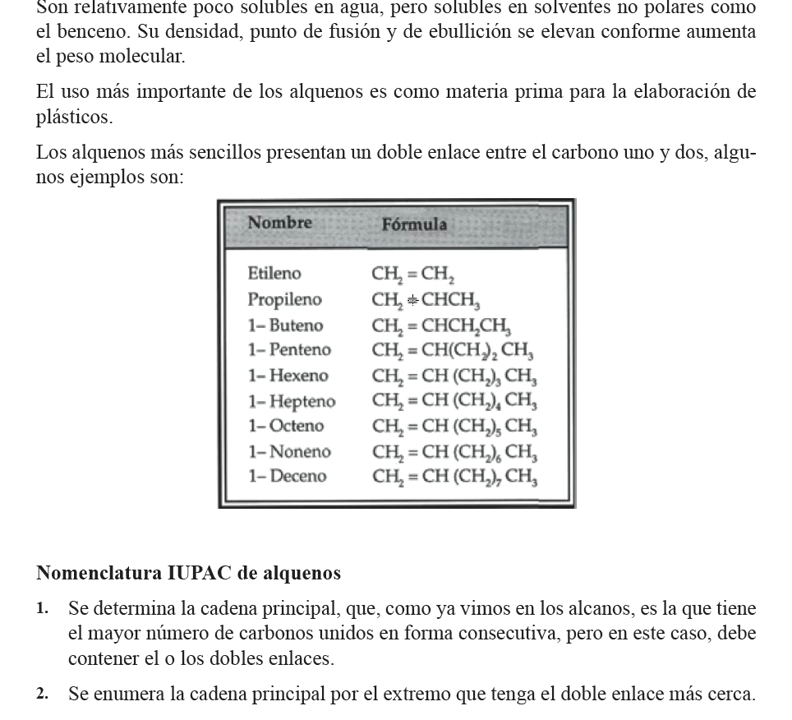 Son relativamente poco solubles en agua, pero solubles en solventes no polares como
el benceno. Su densidad, punto de fusión y de ebullición se elevan conforme aumenta
el peso molecular.
El uso más importante de los alquenos es como materia prima para la elaboración de
plásticos.
Los alquenos más sencillos presentan un doble enlace entre el carbono uno y dos, algu-
nos ejemplos son:
Nombre Fórmula
Etileno CH₂ = CH₂
Propileno CH₂ = CHCH₃
1– Buteno CH₂ = CHCH₂CH₃
1– Penteno CH₂ = CH(CH₂)₂ CH₃
1– Hexeno CH₂ = CH (CH₂)₃ CH₃
1– Hepteno CH₂ = CH (CH₂)₄ CH₃
1– Octeno CH₂ = CH (CH₂)₅ CH₃
1– Noneno CH₂ = CH (CH₂)₆ CH₃
1– Deceno CH₂ = CH (CH₂)₇ CH₃
Nomenclatura IUPAC de alquenos
1. Se determina la cadena principal, que, como ya vimos en los alcanos, es la que tiene
el mayor número de carbonos unidos en forma consecutiva, pero en este caso, debe
contener el o los dobles enlaces.
2. Se enumera la cadena principal por el extremo que tenga el doble enlace más cerca.